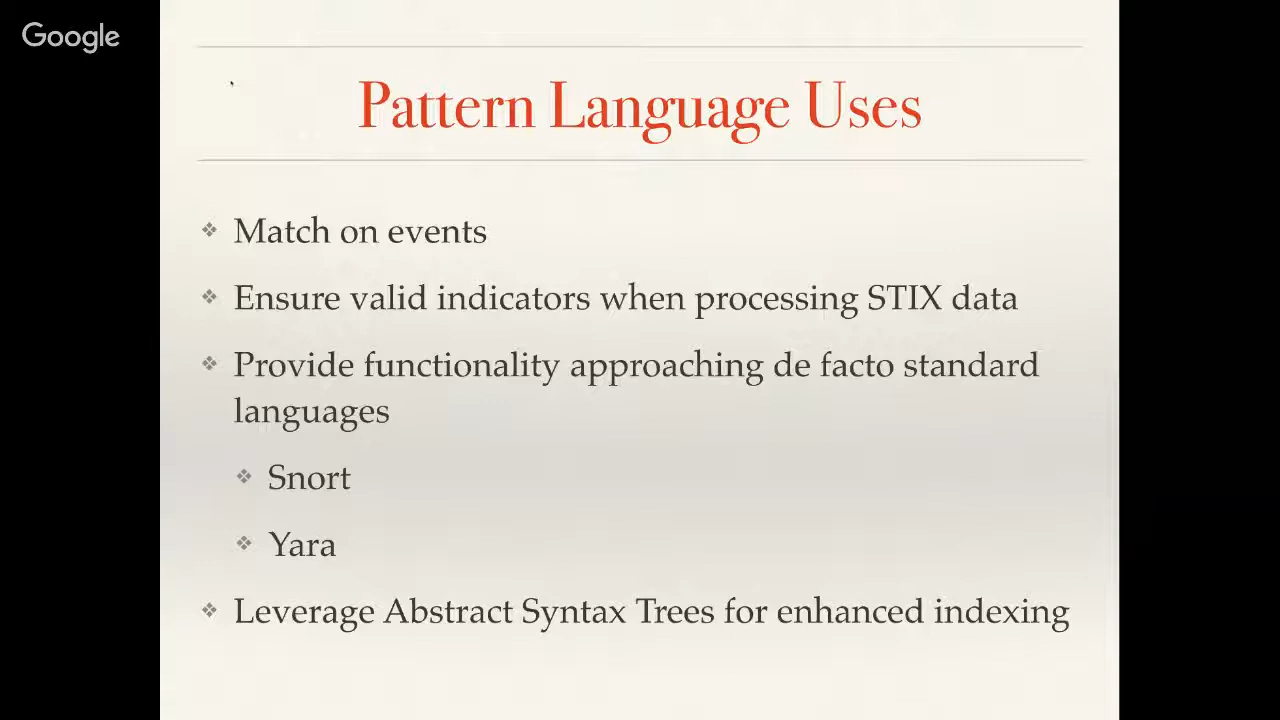 Google
Pattern Language Uses
Match on events
Ensure valid indicators when processing STIX data
Provide functionality approaching de facto standard
languages
Snort
Yara
Leverage Abstract Syntax Trees for enhanced indexing